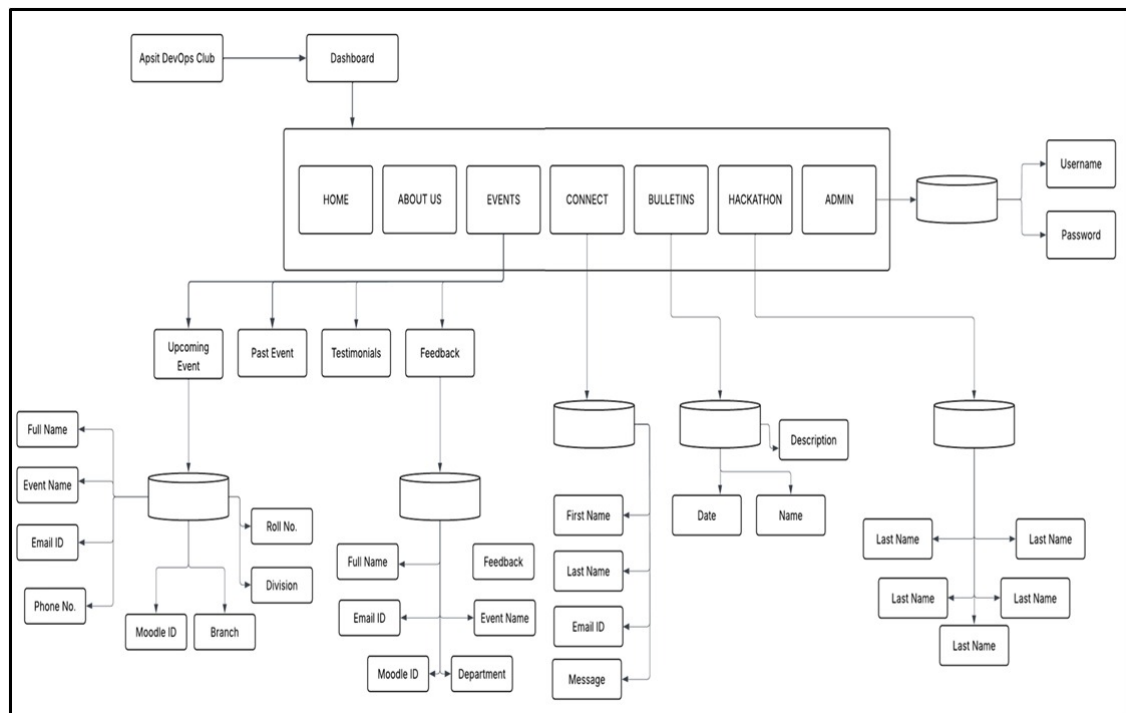 Apsit DevOps Club
Dashboard
HOME
ABOUT US
EVENTS
CONNECT
BULLETINS
HACKATHON
ADMIN
Username
Password
Upcoming
Event
Past Event
Testimonials
Feedback
Full Name
Event Name
Email ID
Phone No.
Roll No.
Division
Moodle ID
Branch
Full Name
Feedback
Email ID
Event Name
Moodle ID
Department
First Name
Last Name
Email ID
Message
Description
Date
Name
Last Name
Last Name
Last Name
Last Name
Last Name